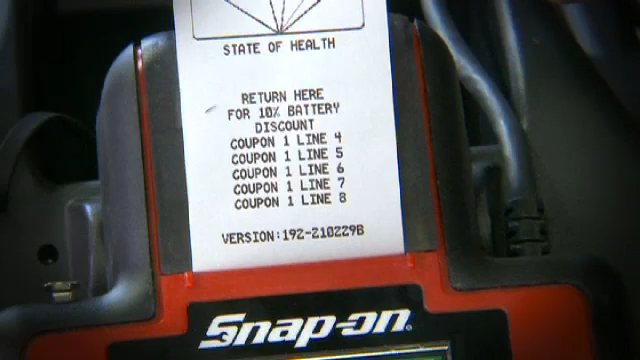 STATE OF HEALTH
RETURN HERE
FOR 10% BATTERY
DISCOUNT
COUPON 1 LINE 4
COUPON 1 LINE 5
COUPON 1 LINE 6
COUPON 1 LINE 7
COUPON 1 LINE 8
VERSION:192-210229B
Snap-on